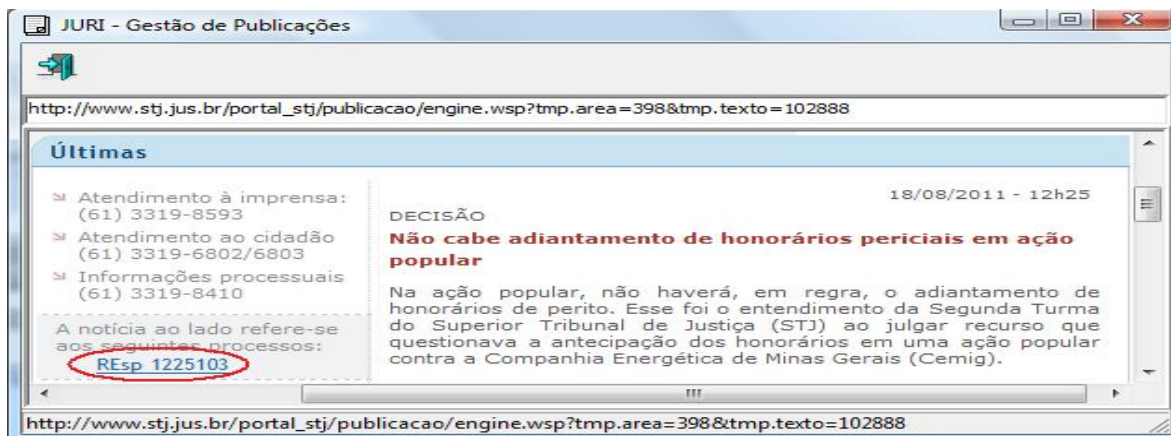 JURI - Gestão de Publicações
http://www.stj.jus.br/portal_stj/publicacao/engine.wsp?tmp.area=398&tmp.texto=102888
Últimas
Atendimento à imprensa:
(61) 3319-8593
Atendimento ao cidadão
(61) 3319-6802/6803
Informações processuais
(61) 3319-8410
A notícia ao lado refere-se
aos seguintes processos:
REsp 1225103
18/08/2011 - 12h25
DECISÃO
Não cabe adiantamento de honorários periciais em ação
popular
Na ação popular, não haverá, em regra, o adiantamento de
honorários de perito. Esse foi o entendimento da Segunda Turma
do Superior Tribunal de Justiça (STJ) ao julgar recurso que
questionava a antecipação dos honorários em uma ação popular
contra a Companhia Energética de Minas Gerais (Cemig).
http://www.stj.jus.br/portal_stj/publicacao/engine.wsp?tmp.area=398&tmp.texto=102888